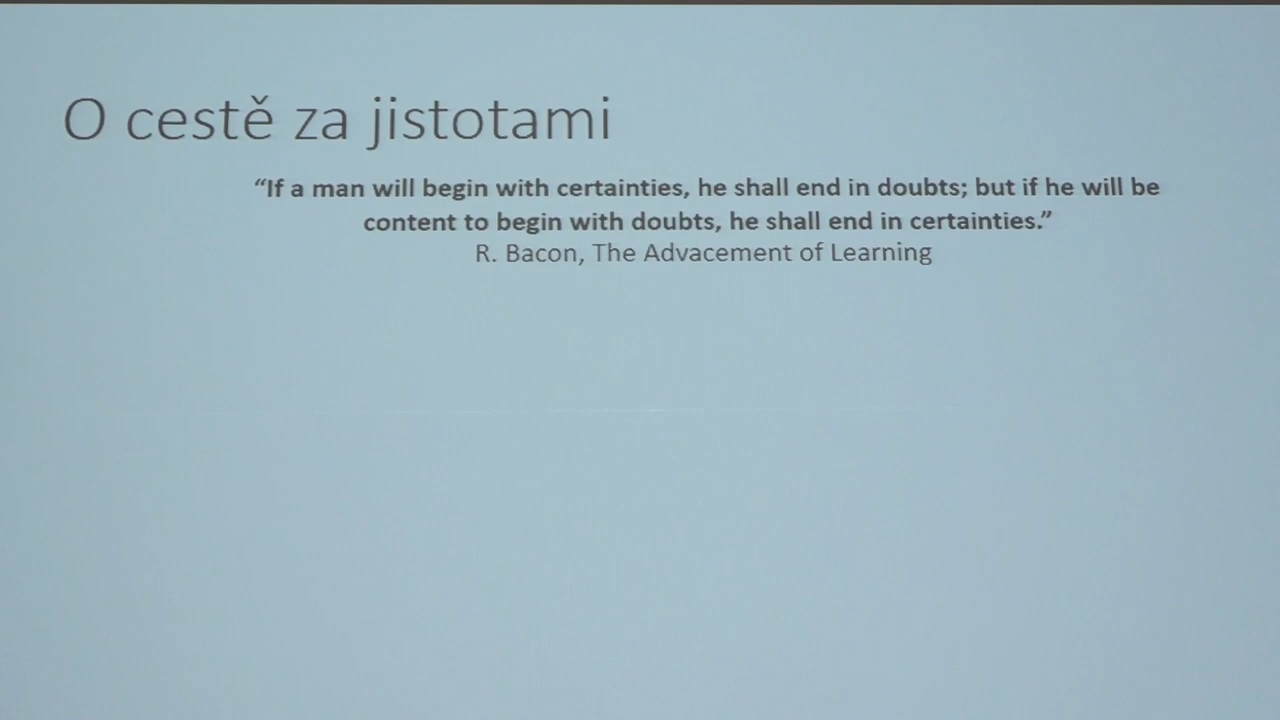 O cestě za jistotami
“If a man will begin with certainties, he shall end in doubts; but if he will be
content to begin with doubts, he shall end in certainties.”
R. Bacon, The Advacement of Learning